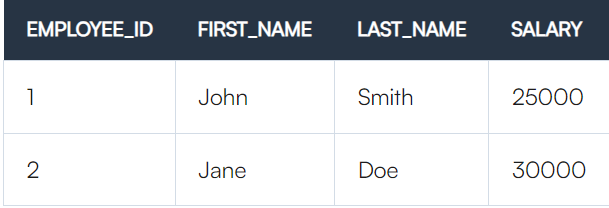 EMPLOYEE_ID FIRST_NAME LAST_NAME SALARY
1 John Smith 25000
2 Jane Doe 30000